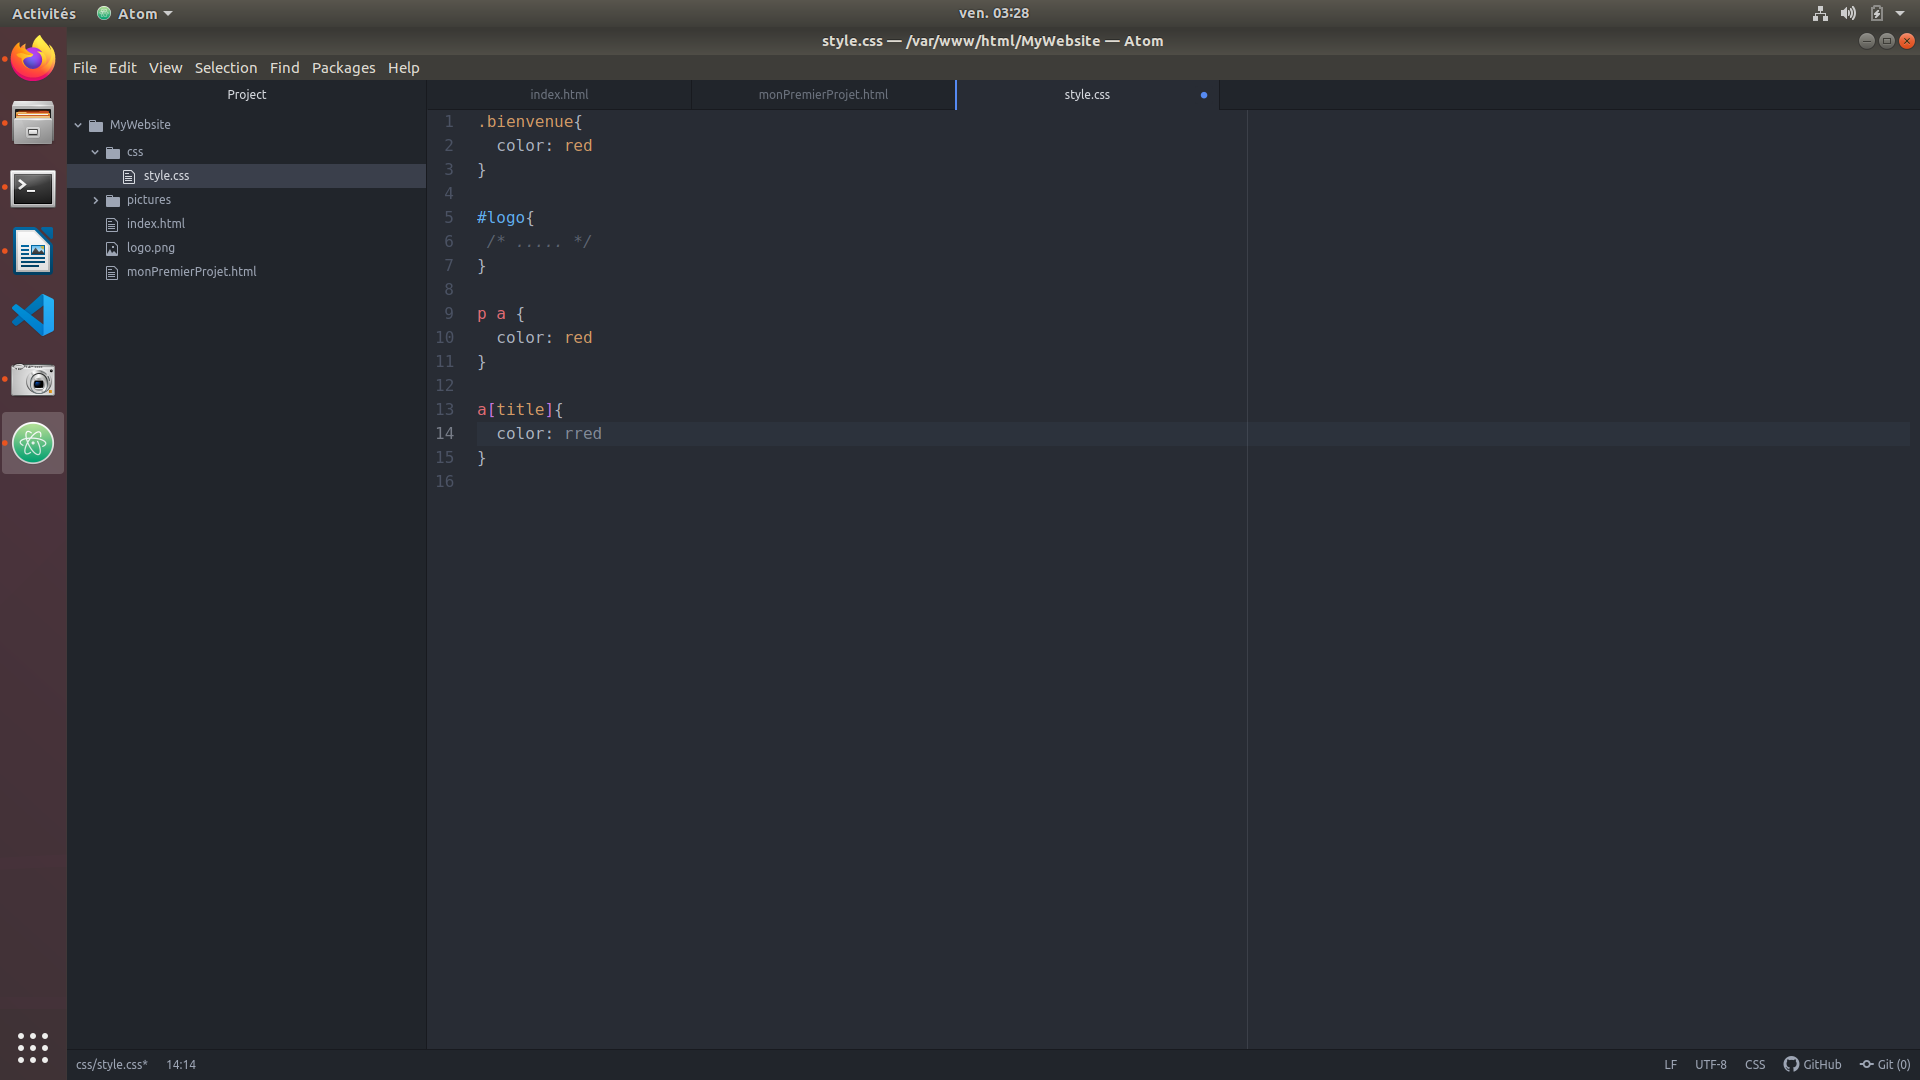 Activités Atom ven. 03:28
style.css — /var/www/html/MyWebsite — Atom
File Edit View Selection Find Packages Help
Project index.html monPremierProjet.html style.css
MyWebsite
css
style.css
pictures
index.html
logo.png
monPremierProjet.html
1 .bienvenue{
2 color: red
3 }
4
5 #logo{
6 /* ..... */
7 }
8
9 p a {
10 color: red
11 }
12
13 a[title]{
14 color: rred
15 }
16
css/style.css* 14:14 LF UTF-8 CSS GitHub Git (0)